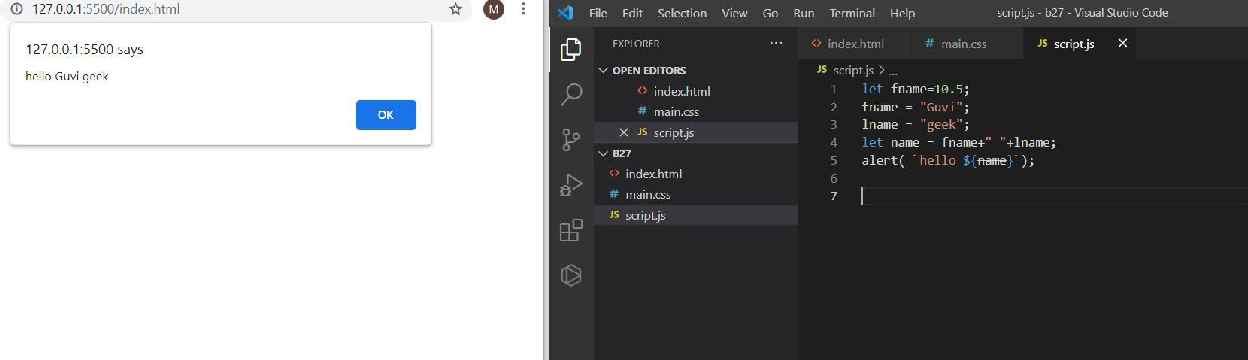 127.0.0.1:5500/index.html
M
127.0.0.1:5500 says
hello Guvi geek
OK
File Edit Selection View Go Run Terminal Help
script.js - b27 - Visual Studio Code
EXPLORER
OPEN EDITORS
index.html
main.css
JS script.js
B27
index.html
main.css
JS script.js
index.html
main.css
JS script.js
JS script.js > ...
1 let fname=10.5;
2 fname = "Guvi";
3 lname = "geek";
4 let name = fname+" "+lname;
5 alert( `hello ${name}`);
6
7